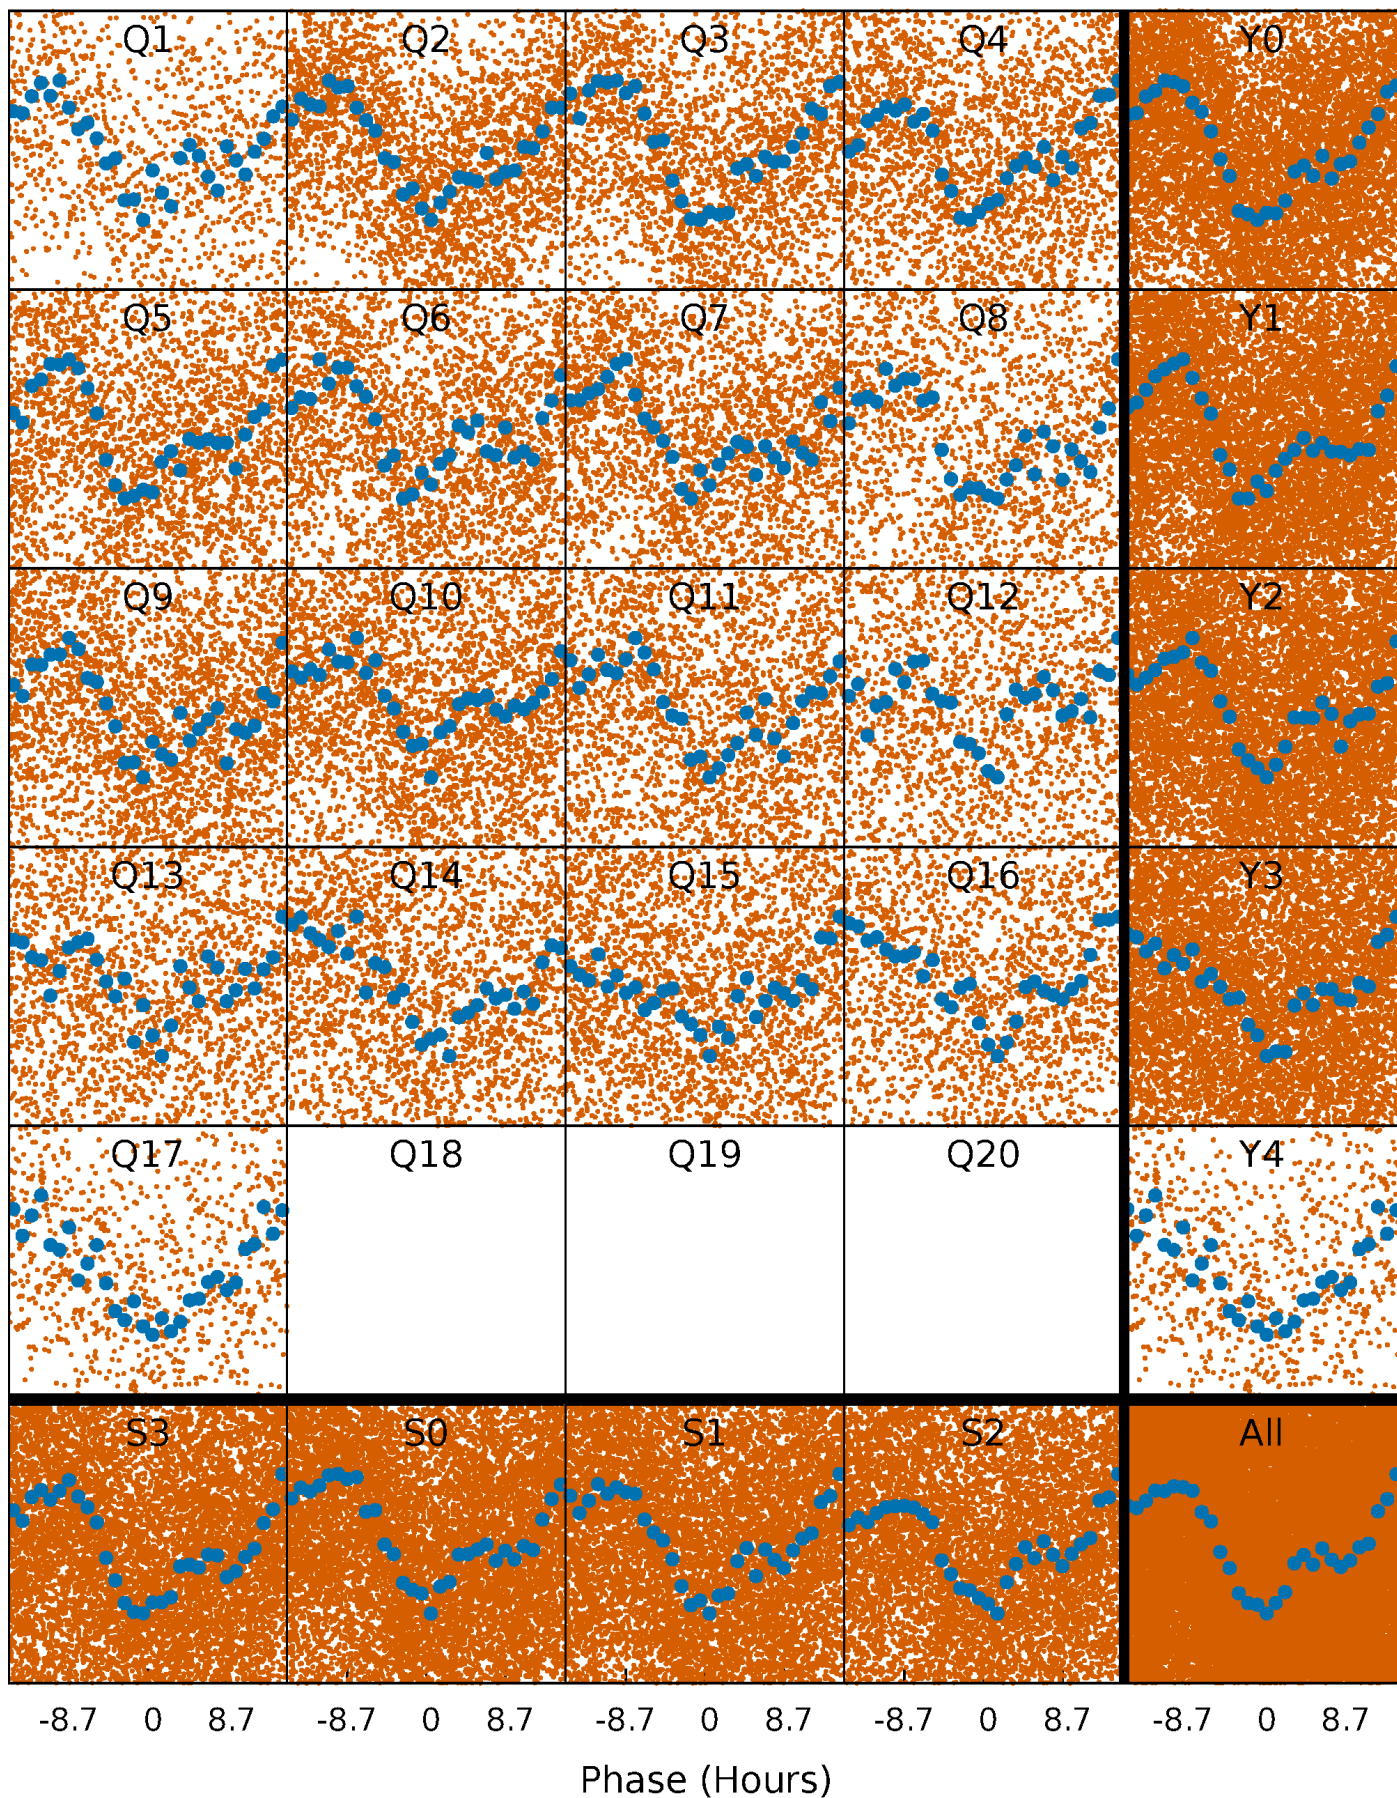 Q1 Q2 Q3 Q4 Y0
Q5 Q6 Q7 Q8 Y1
Q9 Q10 Q11 Q12 Y2
Q13 Q14 Q15 Q16 Y3
Q17 Q18 Q19 Q20 Y4
S3 S0 S1 S2 All
-8.7 0 8.7 -8.7 0 8.7 -8.7 0 8.7 -8.7 0 8.7 -8.7 0 8.7
Phase (Hours)